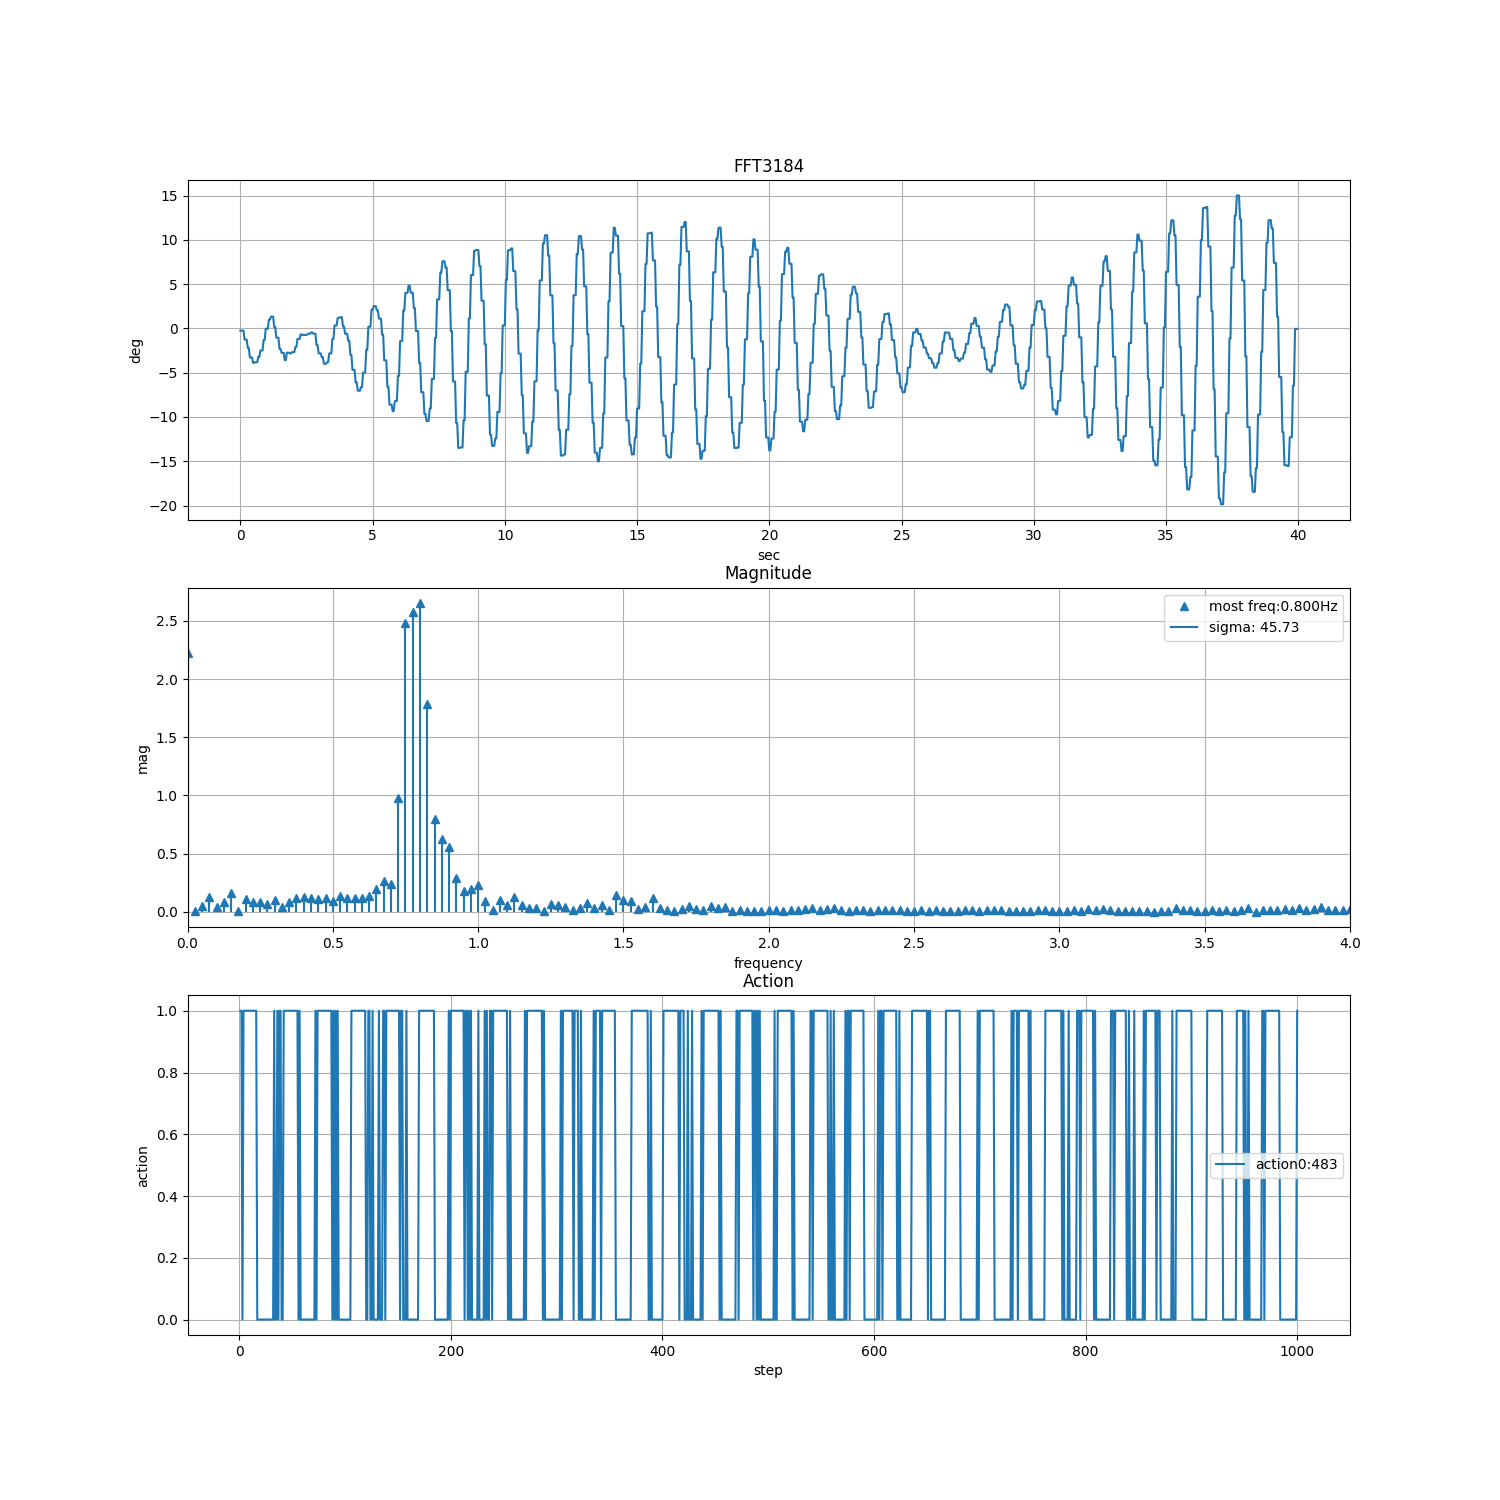 FFT3184
15
10
5
0
−5
−10
−15
−20
deg
0 5 10 15 20 25 30 35 40
sec
Magnitude
most freq:0.800Hz
sigma: 45.73
2.5
2.0
1.5
1.0
0.5
0.0
mag
0.0 0.5 1.0 1.5 2.0 2.5 3.0 3.5 4.0
frequency
Action
1.0
0.8
0.6
0.4
0.2
0.0
action
action0:483
0 200 400 600 800 1000
step